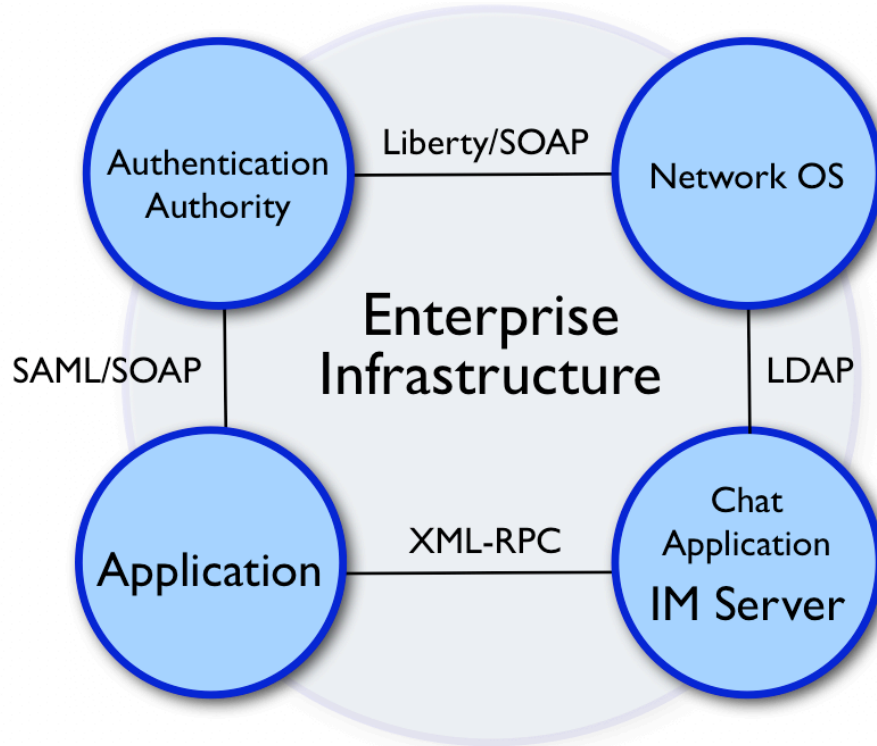 Liberty/SOAP
Authentication
Authority
Network OS
Enterprise
Infrastructure
SAML/SOAP
LDAP
Chat
Application
IM Server
XML-RPC
Application